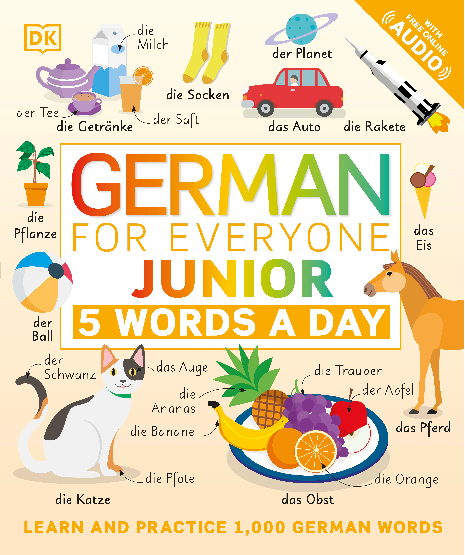 DK
die
Milch
der Planet
WITH
FREE ONLINE
AUDIO
die Socken
der Tee
der Saft
die Getränke
das Auto
die Rakete
GERMAN
FOR EVERYONE
JUNIOR
5 WORDS A DAY
die
Pflanze
das
Eis
der
Ball
der
Schwanz
das Auge
die
Ananas
die Banane
die Trauben
der Apfel
das Pferd
die Pfote
die Orange
die Katze
das Obst
LEARN AND PRACTICE 1,000 GERMAN WORDS